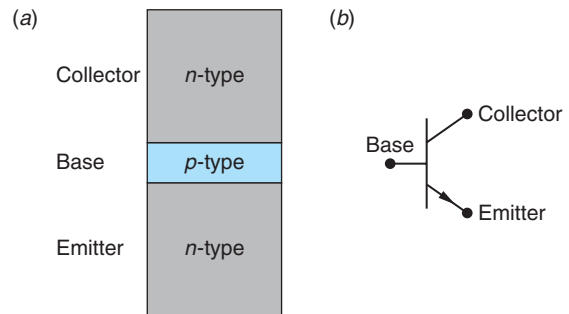 (a)
Collector
n-type
Base
p-type
Emitter
n-type
(b)
Collector
Base
Emitter